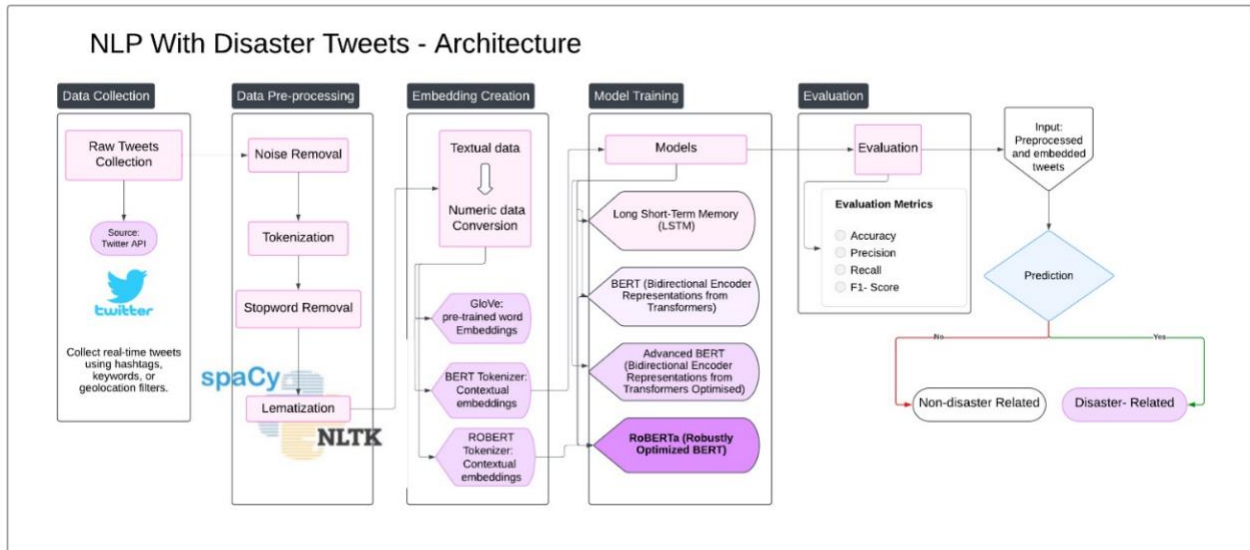 NLP With Disaster Tweets - Architecture
Data Collection
Raw Tweets
Collection
Source:
Twitter API
twitter
Collect real-time tweets
using hashtags,
keywords, or
geolocation filters.
Data Pre-processing
Noise Removal
Tokenization
Stopword Removal
spaCy
Lematization
NLTK
Embedding Creation
Textual data
Numeric data
Conversion
GloVe:
pre-trained word
Embeddings
BERT Tokenizer:
Contextual
embeddings
ROBERT
Tokenizer:
Contextual
embeddings
Model Training
Models
Long Short-Term Memory
(LSTM)
BERT (Bidirectional Encoder
Representations from
Transformers)
Advanced BERT
(Bidirectional Encoder
Representations from
Transformers Optimised)
RoBERTa (Robustly
Optimized BERT)
Evaluation
Evaluation
Evaluation Metrics
Accuracy
Precision
Recall
F1- Score
Input:
Preprocessed
and embedded
tweets
Prediction
No
Yes
Non-disaster Related
Disaster- Related